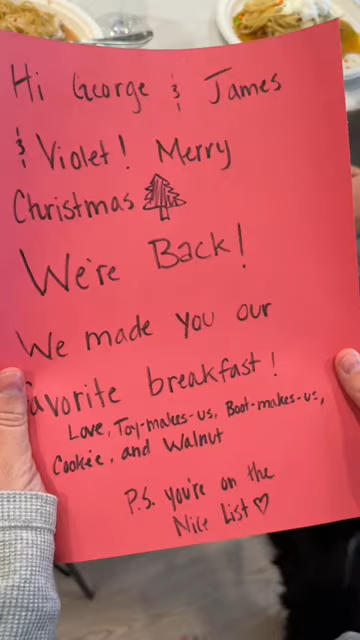 Hi George & James
& Violet! Merry
Christmas
We're Back!
We made you our
favorite breakfast!
Love, Toy-makes-us, Boot-makes-us,
Cookie, and Walnut
P.S. you're on the
Nice List ♡